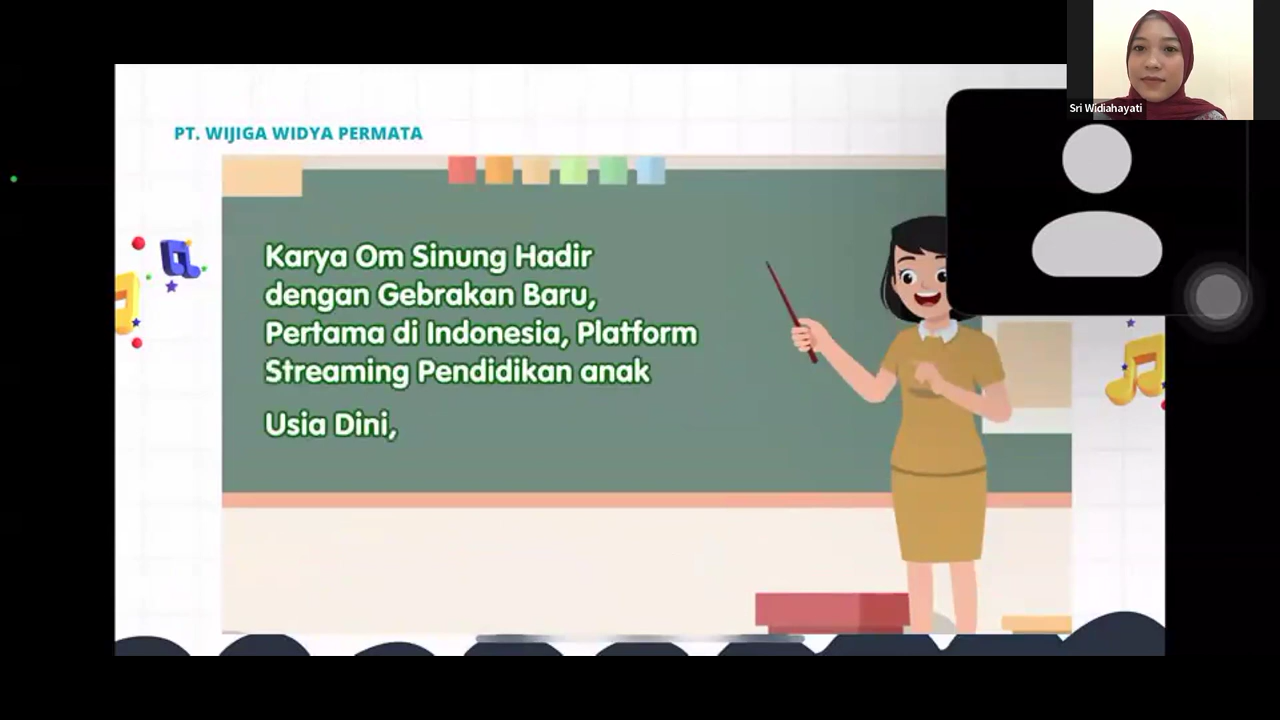 Sri Widiahayati
PT. WIJIGA WIDYA PERMATA
Karya Om Sinung Hadir
dengan Gebrakan Baru,
Pertama di Indonesia, Platform
Streaming Pendidikan anak
Usia Dini,